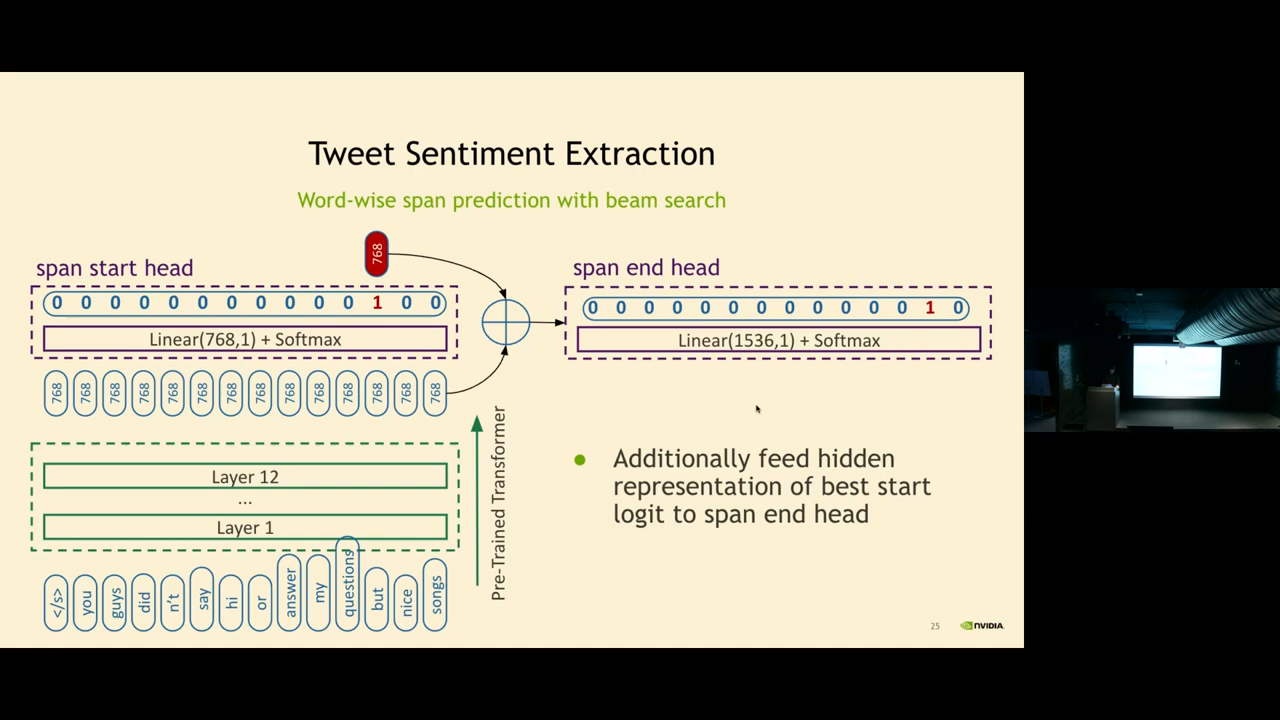 Tweet Sentiment Extraction
Word-wise span prediction with beam search
span start head
768
0 0 0 0 0 0 0 0 0 0 0 1 0 0
Linear(768,1) + Softmax
768 768 768 768 768 768 768 768 768 768 768 768 768 768
span end head
0 0 0 0 0 0 0 0 0 0 0 0 1 0
Linear(1536,1) + Softmax
Layer 12
...
Layer 1
Pre-Trained Transformer
</s> you guys did n't say hi or answer my questions but nice songs
Additionally feed hidden
representation of best start
logit to span end head
25
NVIDIA.